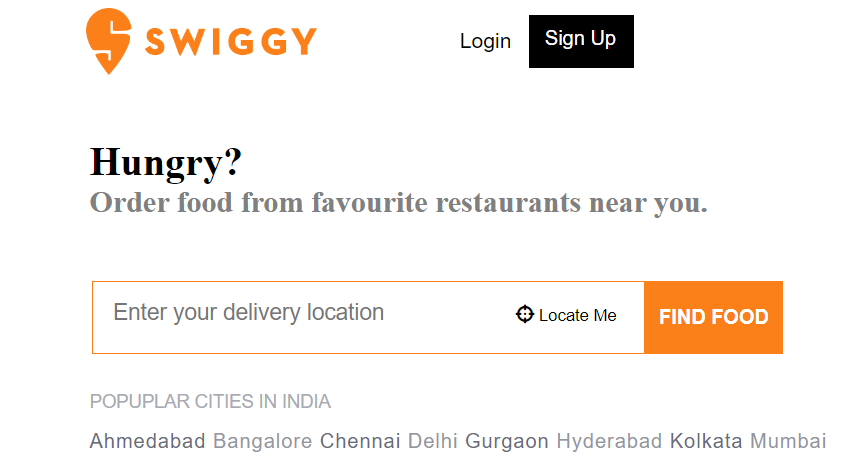 SWIGGY
Login Sign Up
Hungry?
Order food from favourite restaurants near you.
Enter your delivery location Locate Me FIND FOOD
POPUPLAR CITIES IN INDIA
Ahmedabad Bangalore Chennai Delhi Gurgaon Hyderabad Kolkata Mumbai